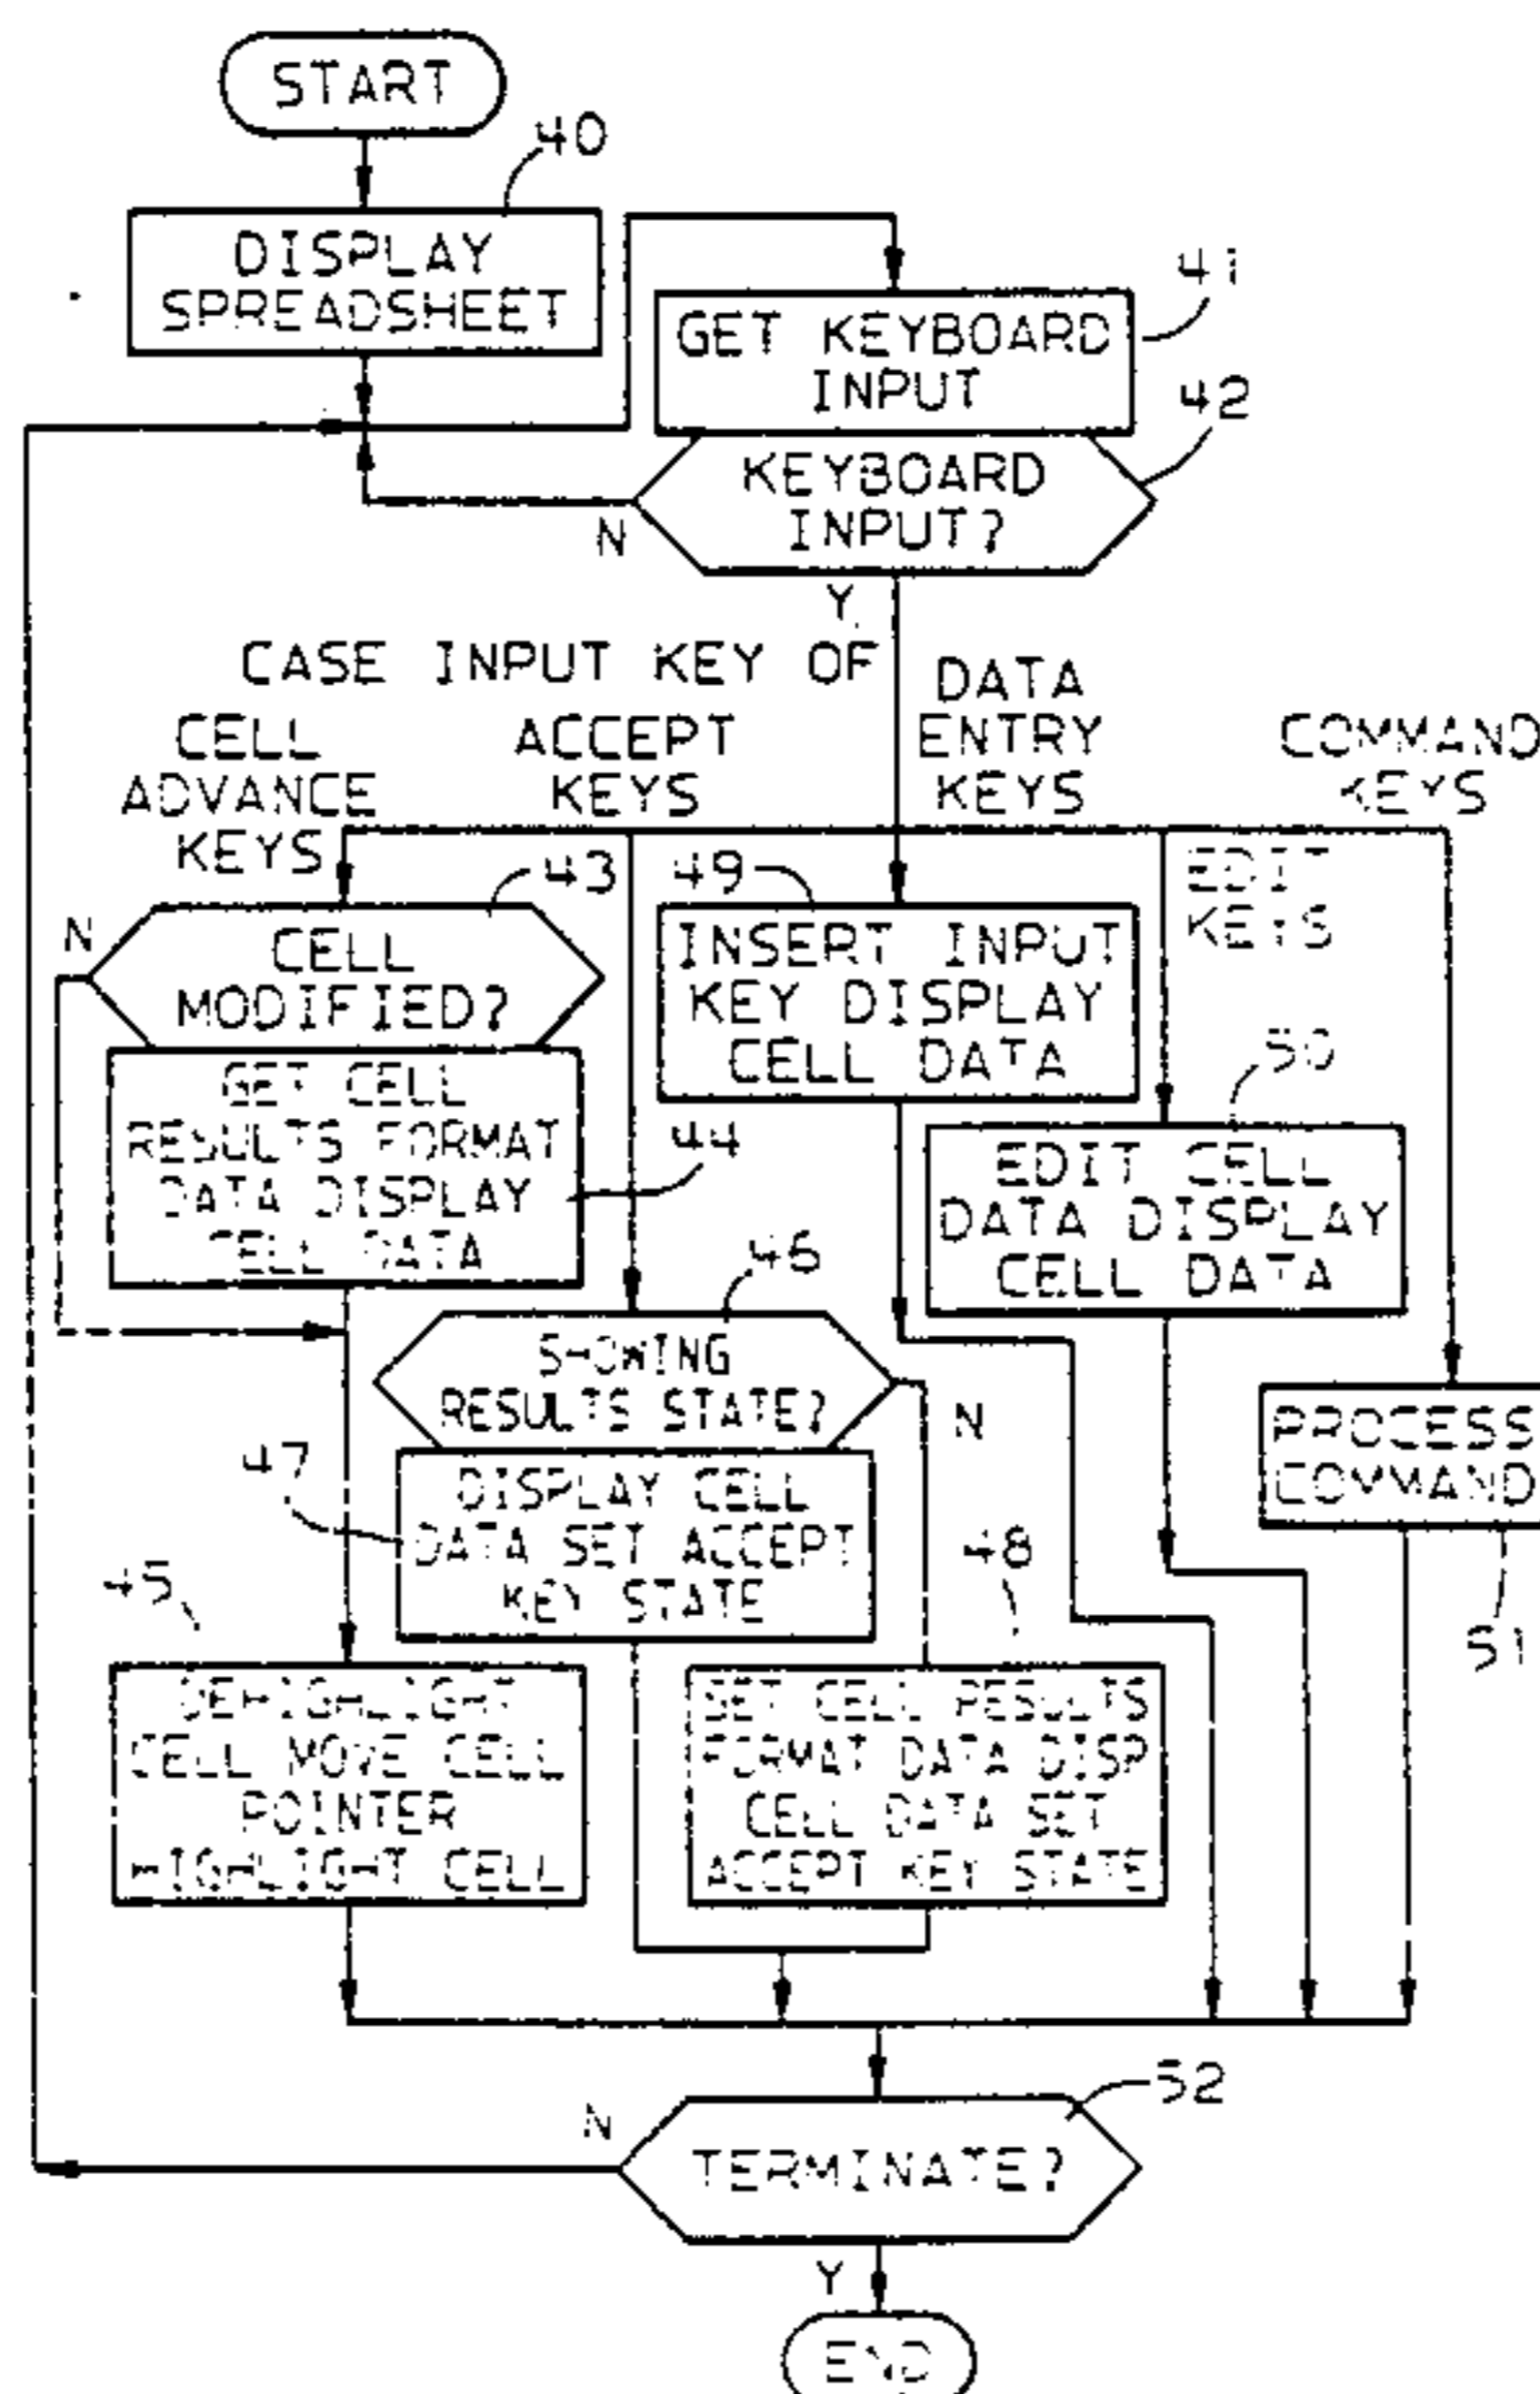 START
40
DISPLAY
SPREADSHEET
41
GET KEYBOARD
INPUT
42
KEYBOARD
INPUT?
N
Y
CASE INPUT KEY OF
CELL
ADVANCE
KEYS
ACCEPT
KEYS
DATA
ENTRY
KEYS
COMMAND
KEYS
EDIT
KEYS
43
N
CELL
MODIFIED?
49
INSERT INPUT
KEY DISPLAY
CELL DATA
GET CELL
RESULTS FORMAT
DATA DISPLAY
CELL DATA
44
50
EDIT CELL
DATA DISPLAY
CELL DATA
46
SHOWING
RESULTS STATE?
N
47
DISPLAY CELL
DATA SET ACCEPT
KEY STATE
PROCESS
COMMAND
51
45
DEHIGHLIGHT
CELL MOVE CELL
POINTER
HIGHLIGHT CELL
48
GET CELL RESULTS
FORMAT DATA DISP
CELL DATA SET
ACCEPT KEY STATE
52
N
TERMINATE?
Y
END